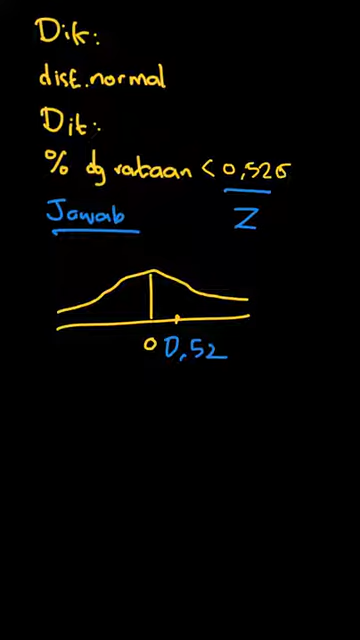 Dik:
dist.normal
Dit:
% dg rataan < 0,52σ
Jawab
Z
0 0,52